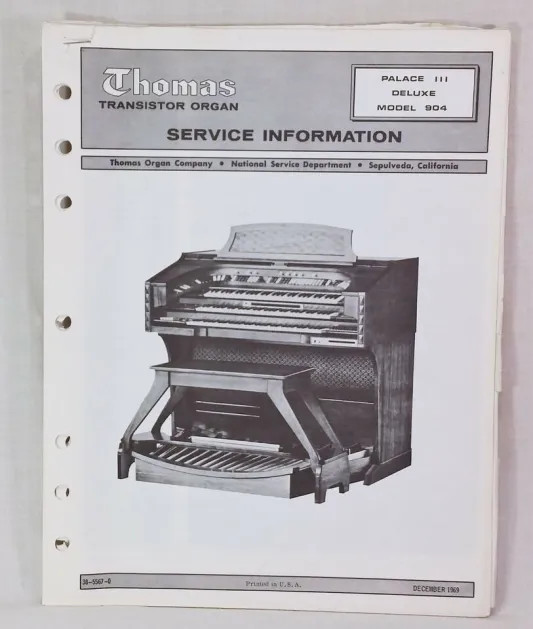 Thomas
TRANSISTOR ORGAN
PALACE III
DELUXE
MODEL 904
SERVICE INFORMATION
Thomas Organ Company • National Service Department • Sepulveda, California
38-5567-0
Printed in U.S.A.
DECEMBER 1969